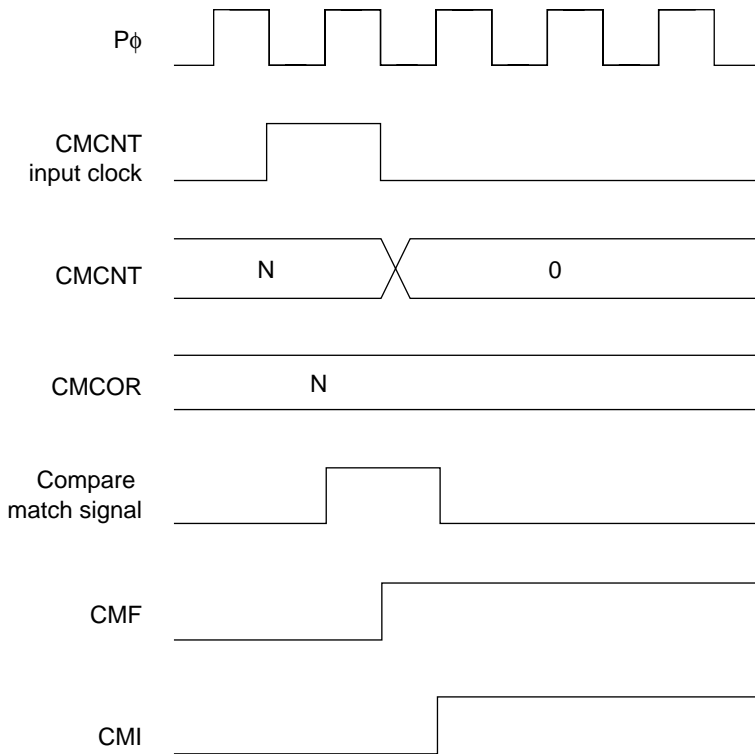 Pϕ
CMCNT
input clock
CMCNT
N
0
CMCOR
N
Compare
match signal
CMF
CMI